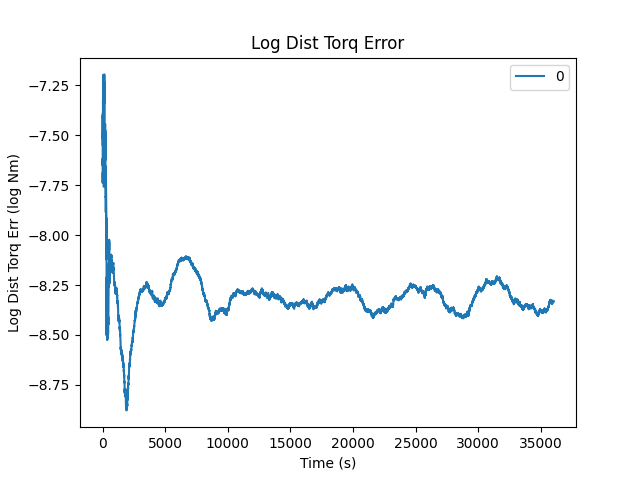 Log Dist Torq Error
0
Log Dist Torq Err (log Nm)
−7.25
−7.50
−7.75
−8.00
−8.25
−8.50
−8.75
0 5000 10000 15000 20000 25000 30000 35000
Time (s)